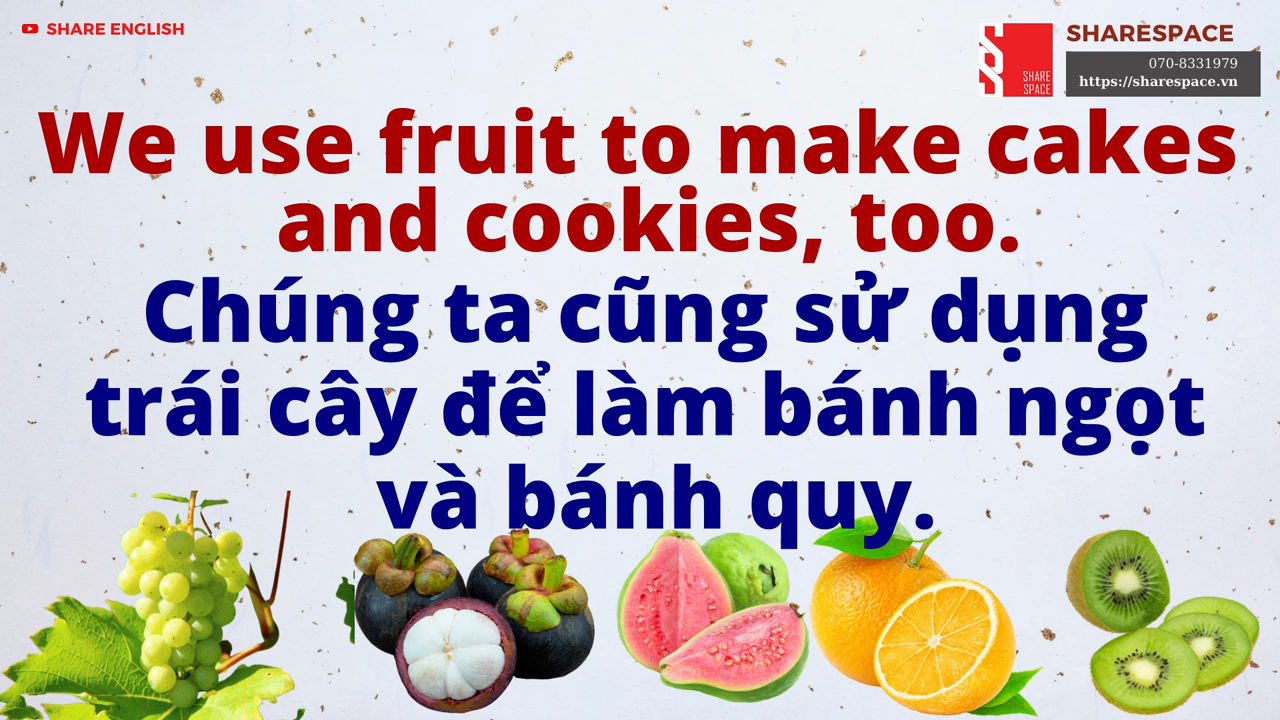 SHARE ENGLISH
SHARESPACE
070-8331979
https://sharespace.vn
SHARE
SPACE
We use fruit to make cakes
and cookies, too.
Chúng ta cũng sử dụng
trái cây để làm bánh ngọt
và bánh quy.